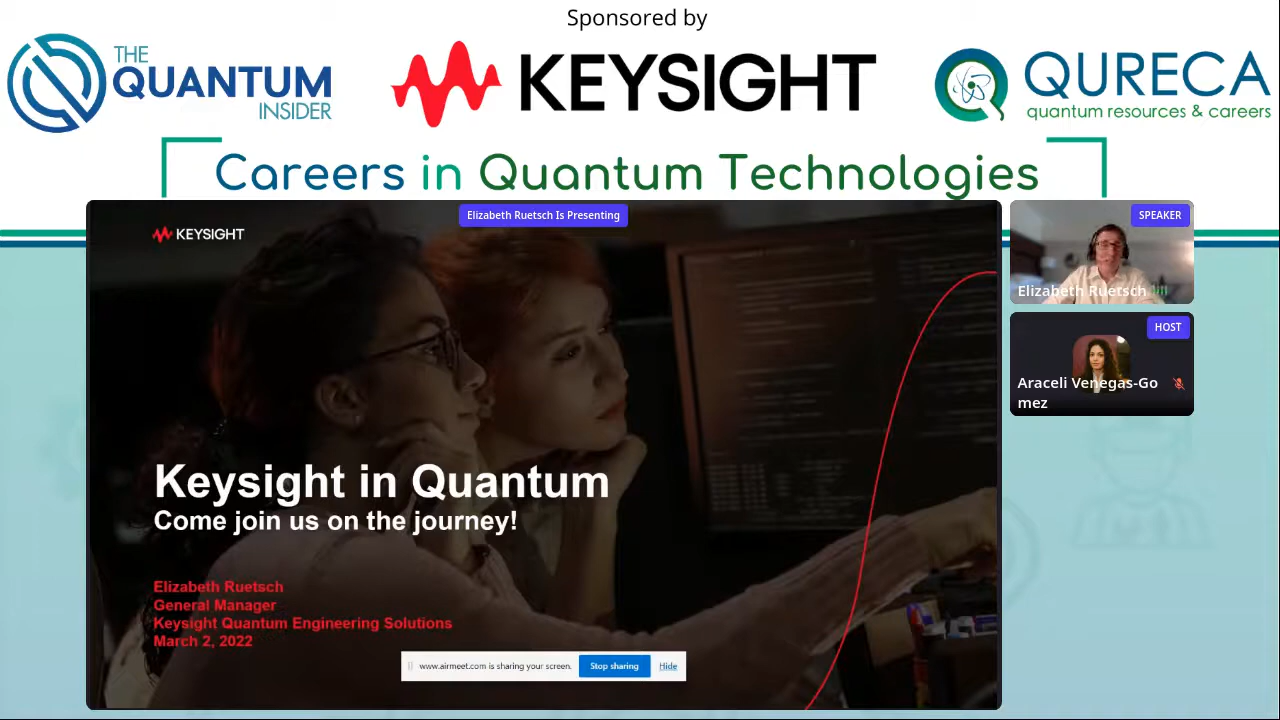 Sponsored by
THE
QUANTUM
INSIDER
KEYSIGHT
QURECA
quantum resources & careers
Careers in Quantum Technologies
Elizabeth Ruetsch Is Presenting
KEYSIGHT
Keysight in Quantum
Come join us on the journey!
Elizabeth Ruetsch
General Manager
Keysight Quantum Engineering Solutions
March 2, 2022
www.airmeet.com is sharing your screen.
Stop sharing
Hide
SPEAKER
Elizabeth Ruetsch
HOST
Araceli Venegas-Go
mez